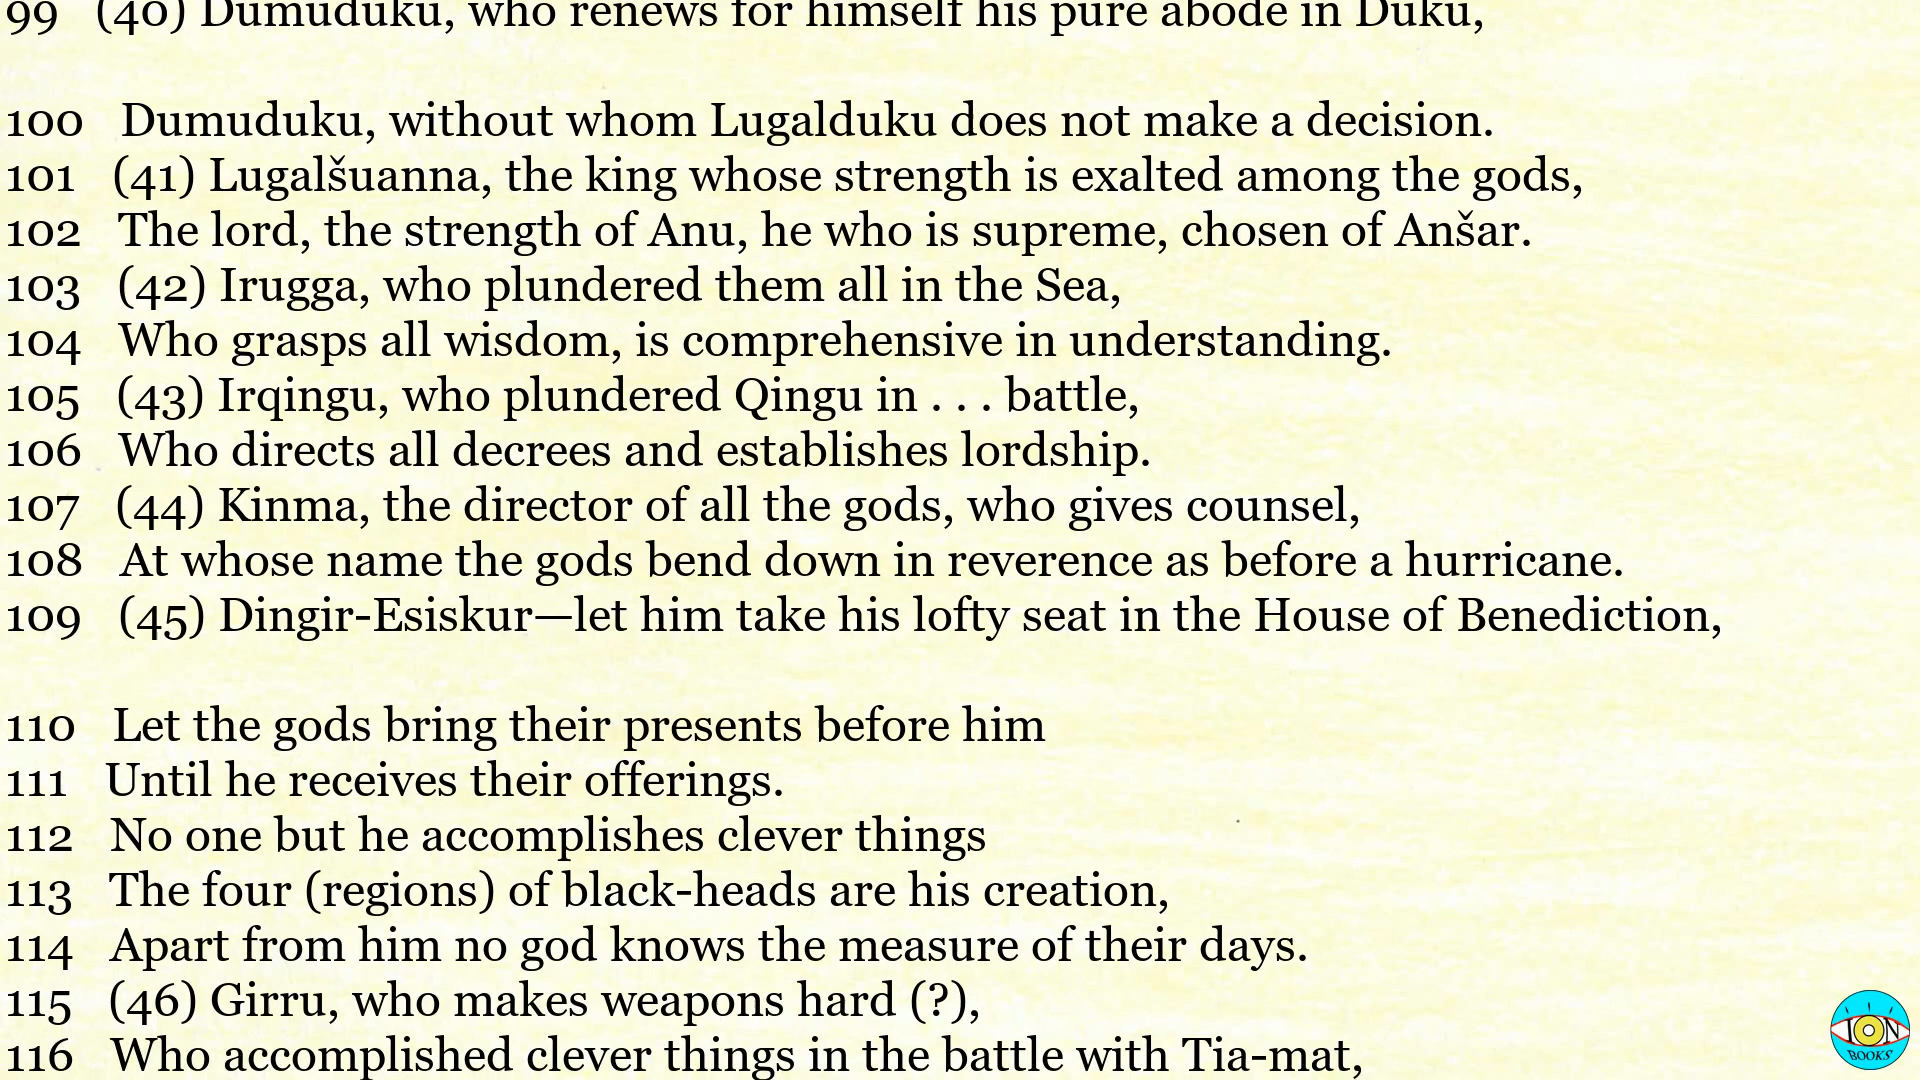 99 (40) Dumuduku, who renews for himself his pure abode in Duku,
100 Dumuduku, without whom Lugalduku does not make a decision.
101 (41) Lugalšuanna, the king whose strength is exalted among the gods,
102 The lord, the strength of Anu, he who is supreme, chosen of Anšar.
103 (42) Irugga, who plundered them all in the Sea,
104 Who grasps all wisdom, is comprehensive in understanding.
105 (43) Irqingu, who plundered Qingu in . . . battle,
106 Who directs all decrees and establishes lordship.
107 (44) Kinma, the director of all the gods, who gives counsel,
108 At whose name the gods bend down in reverence as before a hurricane.
109 (45) Dingir-Esiskur—let him take his lofty seat in the House of Benediction,
110 Let the gods bring their presents before him
111 Until he receives their offerings.
112 No one but he accomplishes clever things
113 The four (regions) of black-heads are his creation,
114 Apart from him no god knows the measure of their days.
115 (46) Girru, who makes weapons hard (?),
116 Who accomplished clever things in the battle with Tia-mat,
ION
BOOKS